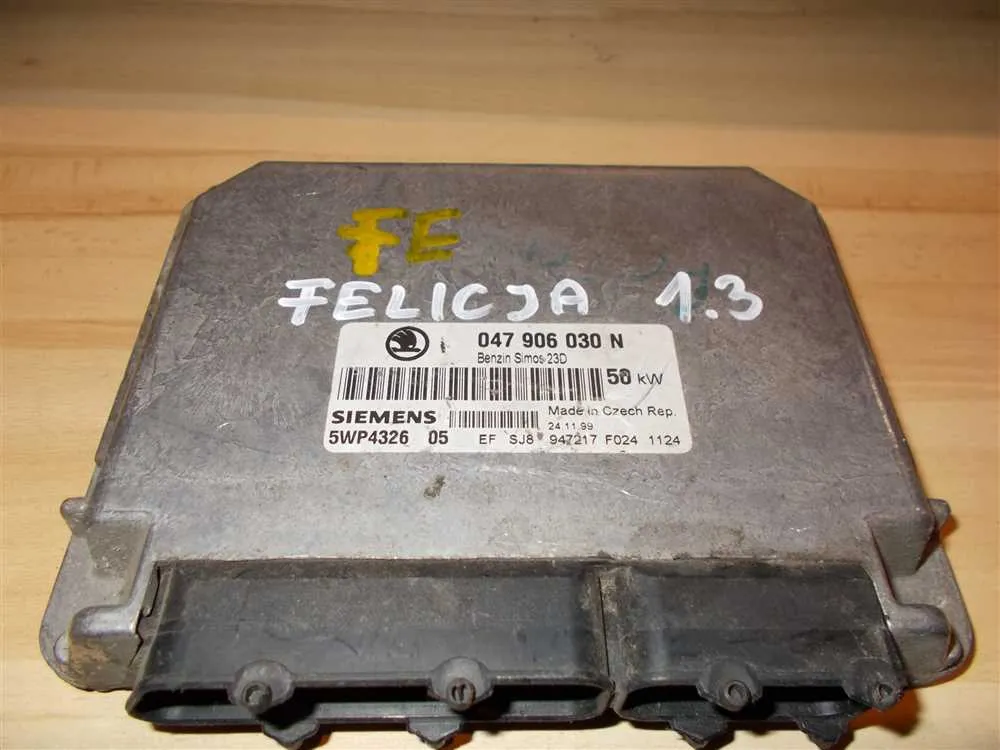 FE
FELICJA 1.3
047 906 030 N
Benzin Simos 23D
50 kW
SIEMENS Made in Czech Rep.
24.11.99
5WP4326 05 EF SJ8 947217 F024 1124